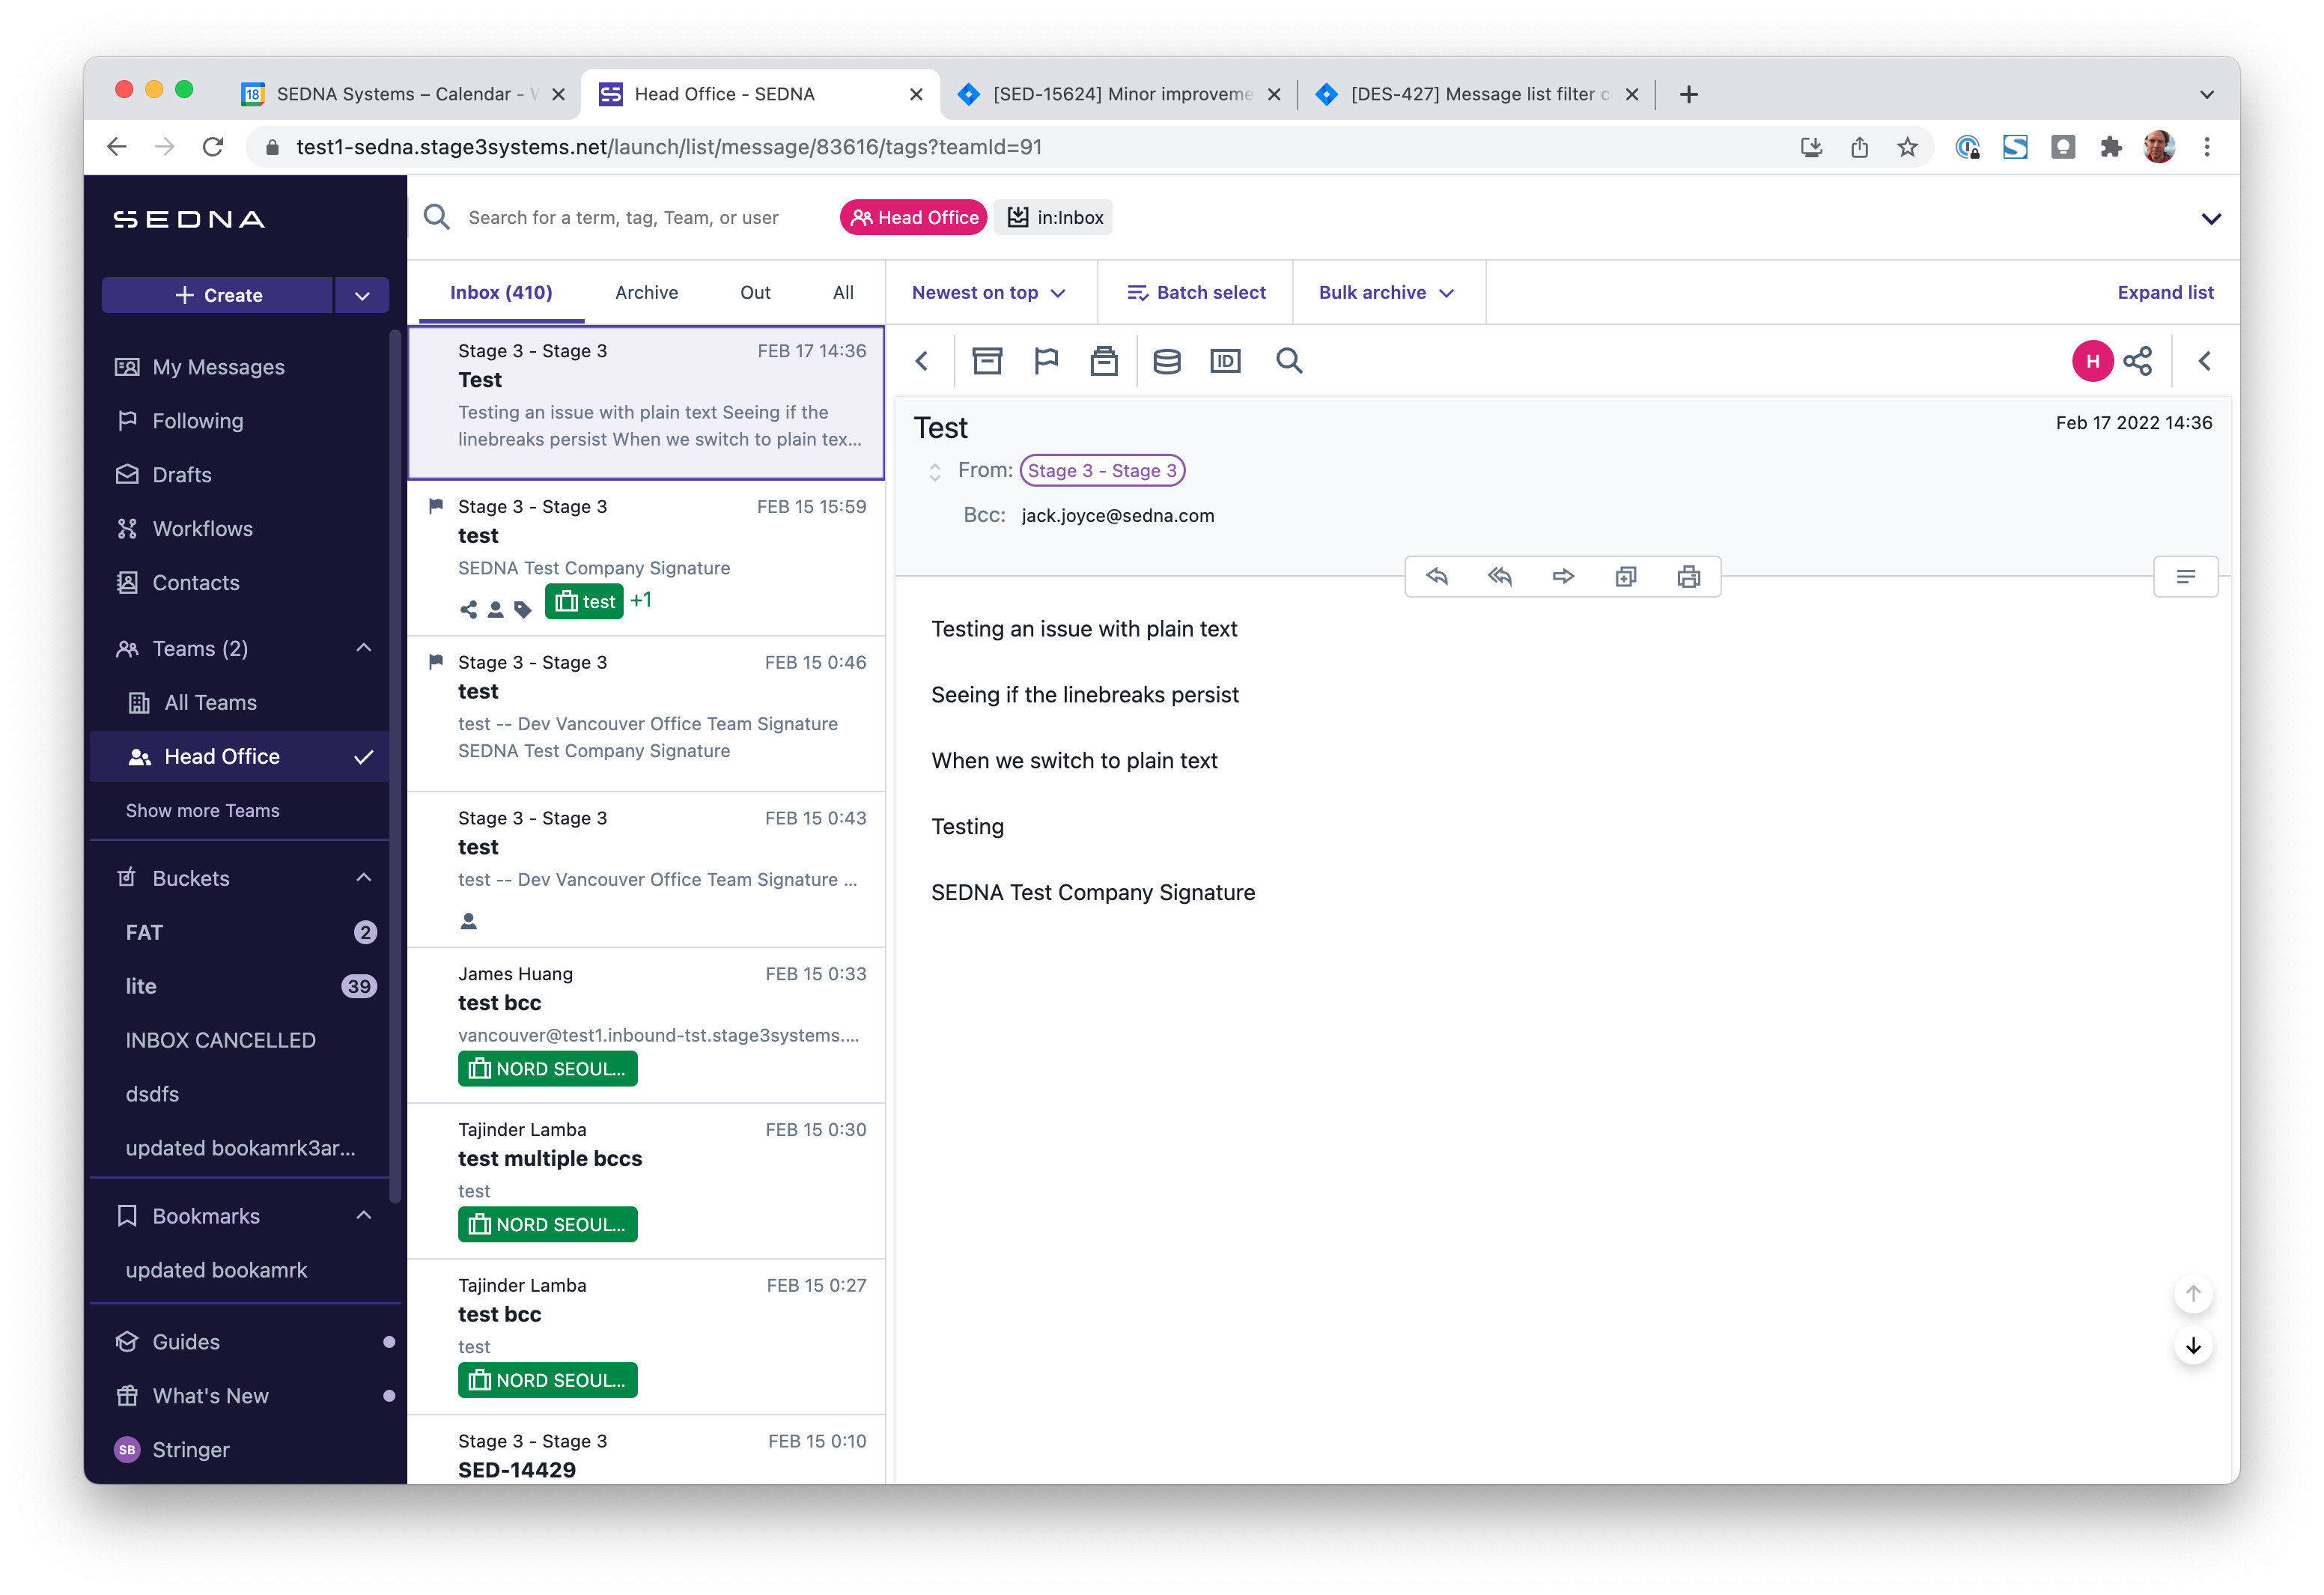 18 SEDNA Systems – Calendar -
Head Office - SEDNA
[SED-15624] Minor improveme
[DES-427] Message list filter c
test1-sedna.stage3systems.net/launch/list/message/83616/tags?teamId=91
SEDNA
Search for a term, tag, Team, or user
Head Office
in:Inbox
Create
My Messages
Following
Drafts
Workflows
Contacts
Teams (2)
All Teams
Head Office
Show more Teams
Buckets
FAT 2
lite 39
INBOX CANCELLED
dsdfs
updated bookamrk3ar...
Bookmarks
updated bookamrk
Guides
What's New
SB Stringer
Inbox (410)
Archive
Out
All
Newest on top
Batch select
Bulk archive
Expand list
Stage 3 - Stage 3 FEB 17 14:36
Test
Testing an issue with plain text Seeing if the
linebreaks persist When we switch to plain tex...
Stage 3 - Stage 3 FEB 15 15:59
test
SEDNA Test Company Signature
test +1
Stage 3 - Stage 3 FEB 15 0:46
test
test -- Dev Vancouver Office Team Signature
SEDNA Test Company Signature
Stage 3 - Stage 3 FEB 15 0:43
test
test -- Dev Vancouver Office Team Signature ...
James Huang FEB 15 0:33
test bcc
vancouver@test1.inbound-tst.stage3systems....
NORD SEOUL...
Tajinder Lamba FEB 15 0:30
test multiple bccs
test
NORD SEOUL...
Tajinder Lamba FEB 15 0:27
test bcc
test
NORD SEOUL...
Stage 3 - Stage 3 FEB 15 0:10
SED-14429
ID
H
Test
Feb 17 2022 14:36
From: Stage 3 - Stage 3
Bcc: jack.joyce@sedna.com
Testing an issue with plain text
Seeing if the linebreaks persist
When we switch to plain text
Testing
SEDNA Test Company Signature